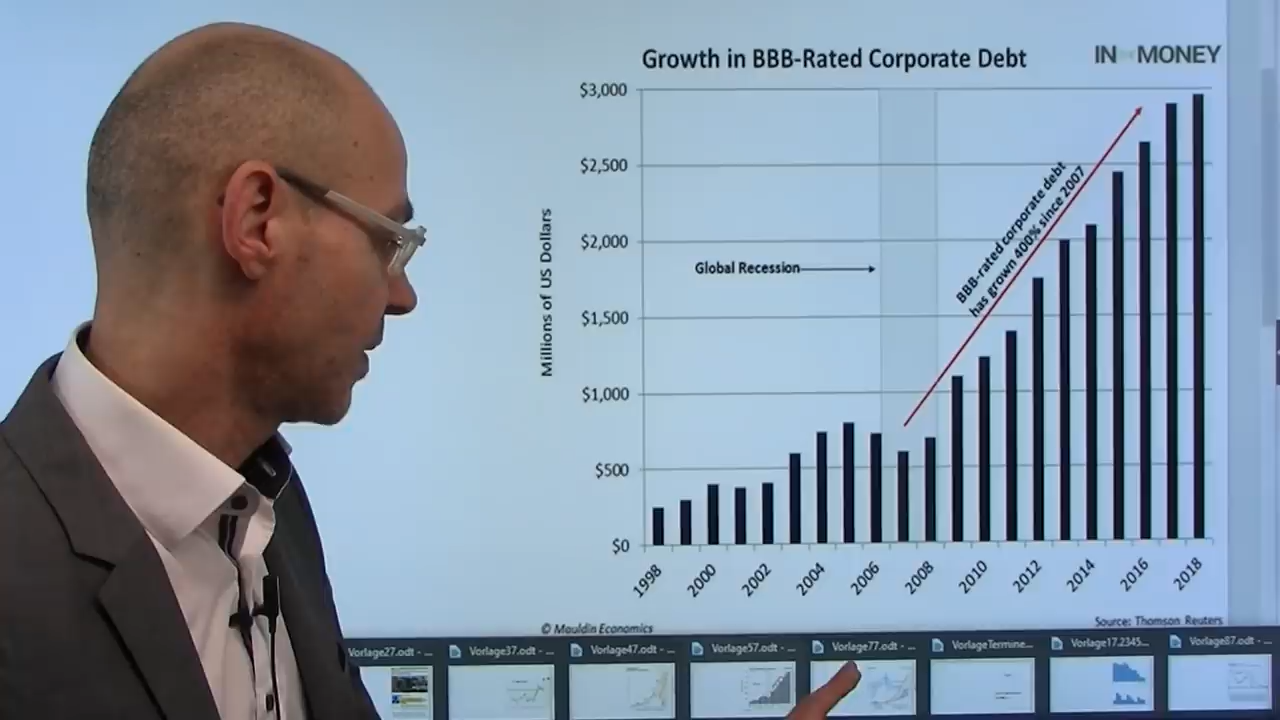 Growth in BBB-Rated Corporate Debt
IN THE MONEY
$3,000
$2,500
$2,000
$1,500
$1,000
$500
$0
Millions of US Dollars
Global Recession
BBB-rated corporate debt
has grown 400% since 2007
1998
2000
2002
2004
2006
2008
2010
2012
2014
2016
2018
© Mauldin Economics
Source: Thomson Reuters
Vorlage27.odt - ...
Vorlage37.odt - ...
Vorlage47.odt - ...
Vorlage57.odt - ...
Vorlage77.odt - ...
VorlageTermine...
Vorlage17.2345...
Vorlage87.odt - ...